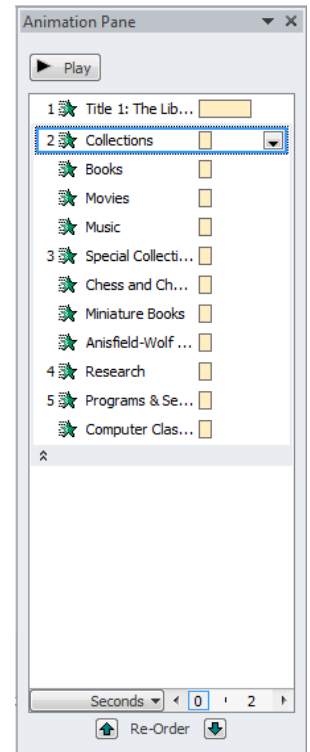 Animation Pane
Play
1 Title 1: The Lib...
2 Collections
Books
Movies
Music
3 Special Collecti...
Chess and Ch...
Miniature Books
Anisfield-Wolf ...
4 Research
5 Programs & Se...
Computer Clas...
Seconds 0 2
Re-Order